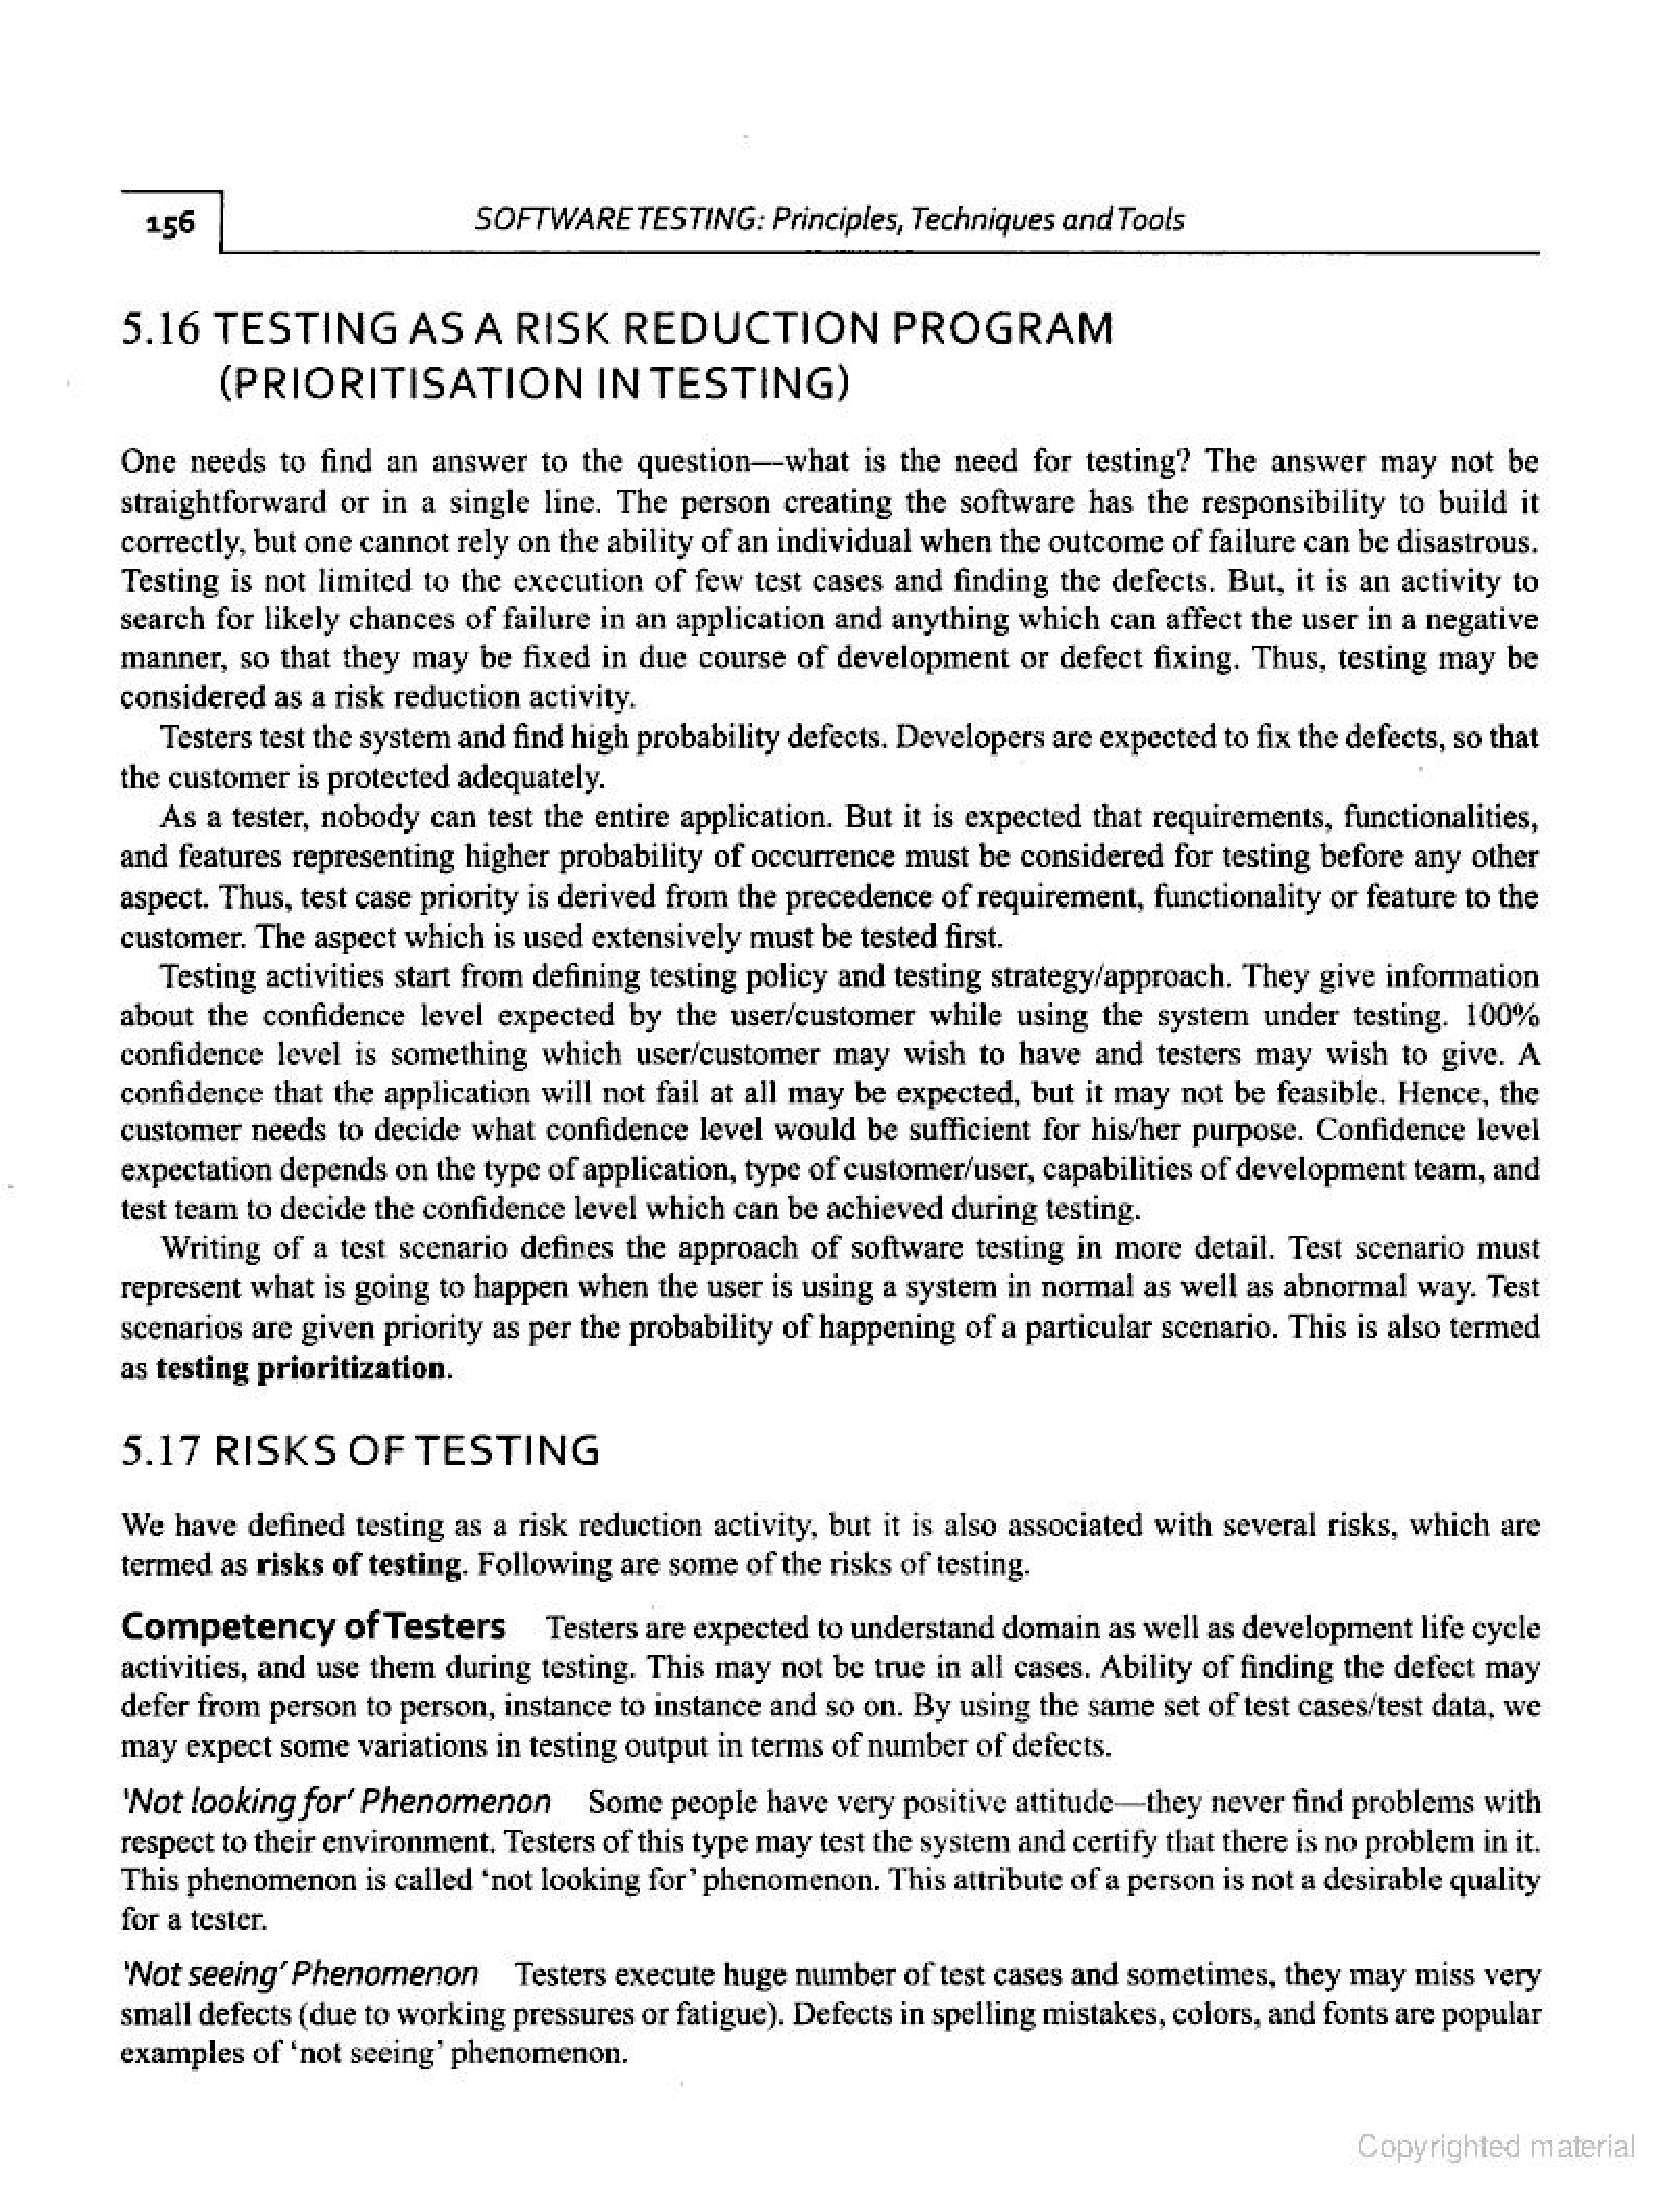 156
SOFTWARE TESTING: Principles, Techniques and Tools
5.16 TESTING AS A RISK REDUCTION PROGRAM
(PRIORITISATION IN TESTING)
One needs to find an answer to the question—what is the need for testing? The answer may not be
straightforward or in a single line. The person creating the software has the responsibility to build it
correctly, but one cannot rely on the ability of an individual when the outcome of failure can be disastrous.
Testing is not limited to the execution of few test cases and finding the defects. But, it is an activity to
search for likely chances of failure in an application and anything which can affect the user in a negative
manner, so that they may be fixed in due course of development or defect fixing. Thus, testing may be
considered as a risk reduction activity.
Testers test the system and find high probability defects. Developers are expected to fix the defects, so that
the customer is protected adequately.
As a tester, nobody can test the entire application. But it is expected that requirements, functionalities,
and features representing higher probability of occurrence must be considered for testing before any other
aspect. Thus, test case priority is derived from the precedence of requirement, functionality or feature to the
customer. The aspect which is used extensively must be tested first.
Testing activities start from defining testing policy and testing strategy/approach. They give information
about the confidence level expected by the user/customer while using the system under testing. 100%
confidence level is something which user/customer may wish to have and testers may wish to give. A
confidence that the application will not fail at all may be expected, but it may not be feasible. Hence, the
customer needs to decide what confidence level would be sufficient for his/her purpose. Confidence level
expectation depends on the type of application, type of customer/user, capabilities of development team, and
test team to decide the confidence level which can be achieved during testing.
Writing of a test scenario defines the approach of software testing in more detail. Test scenario must
represent what is going to happen when the user is using a system in normal as well as abnormal way. Test
scenarios are given priority as per the probability of happening of a particular scenario. This is also termed
as testing prioritization.
5.17 RISKS OF TESTING
We have defined testing as a risk reduction activity, but it is also associated with several risks, which are
termed as risks of testing. Following are some of the risks of testing.
Competency of Testers Testers are expected to understand domain as well as development life cycle
activities, and use them during testing. This may not be true in all cases. Ability of finding the defect may
defer from person to person, instance to instance and so on. By using the same set of test cases/test data, we
may expect some variations in testing output in terms of number of defects.
'Not looking for' Phenomenon Some people have very positive attitude—they never find problems with
respect to their environment. Testers of this type may test the system and certify that there is no problem in it.
This phenomenon is called ‘not looking for’ phenomenon. This attribute of a person is not a desirable quality
for a tester.
'Not seeing' Phenomenon Testers execute huge number of test cases and sometimes, they may miss very
small defects (due to working pressures or fatigue). Defects in spelling mistakes, colors, and fonts are popular
examples of ‘not seeing’ phenomenon.
Copyrighted material